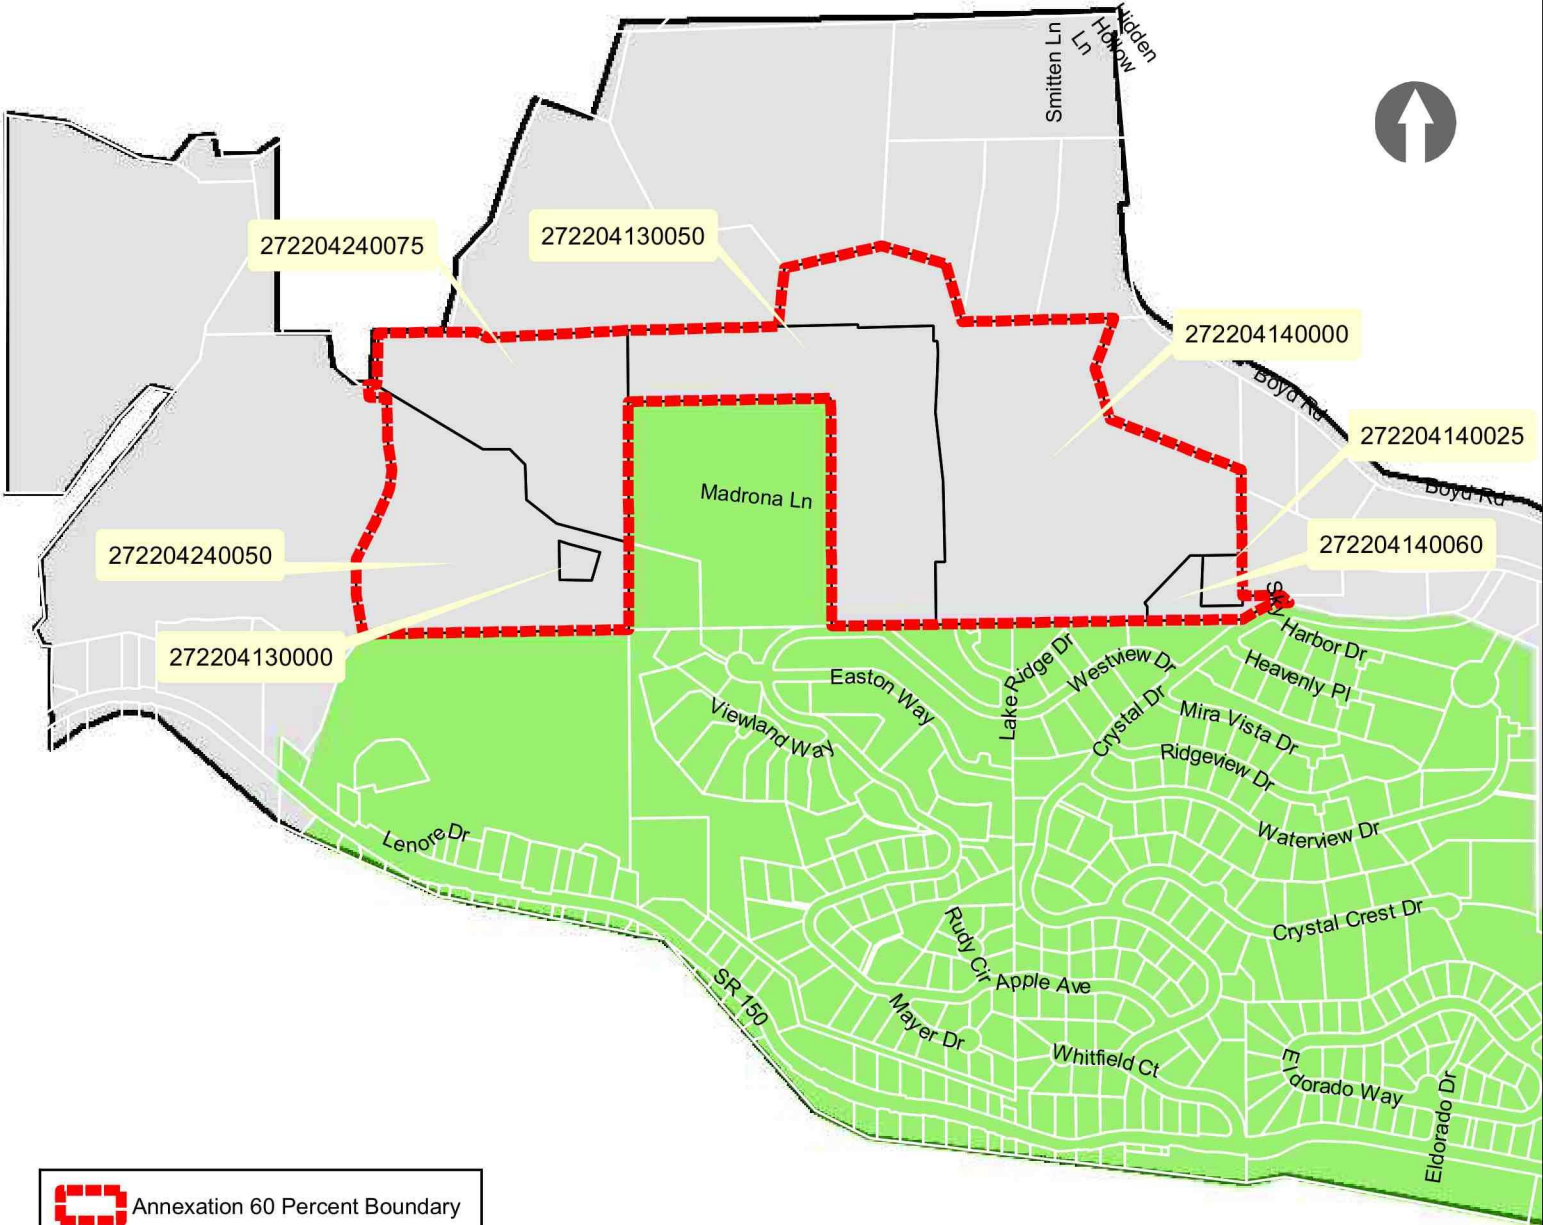 Smitten Ln
Hidden
Hollow
Ln
272204240075
272204130050
272204140000
Boyd Rd
272204140025
Boyd Rd
Madrona Ln
272204240050
272204140060
272204130000
Sky
Harbor Dr
Heavenly Pl
Lake Ridge Dr
Westview Dr
Easton Way
Viewland Way
Crystal Dr
Mira Vista Dr
Ridgeview Dr
Waterview Dr
Lenore Dr
Crystal Crest Dr
Rudy Cir
Apple Ave
SR 150
Mayer Dr
Whitfield Ct
Eldorado Way
Eldorado Dr
Annexation 60 Percent Boundary